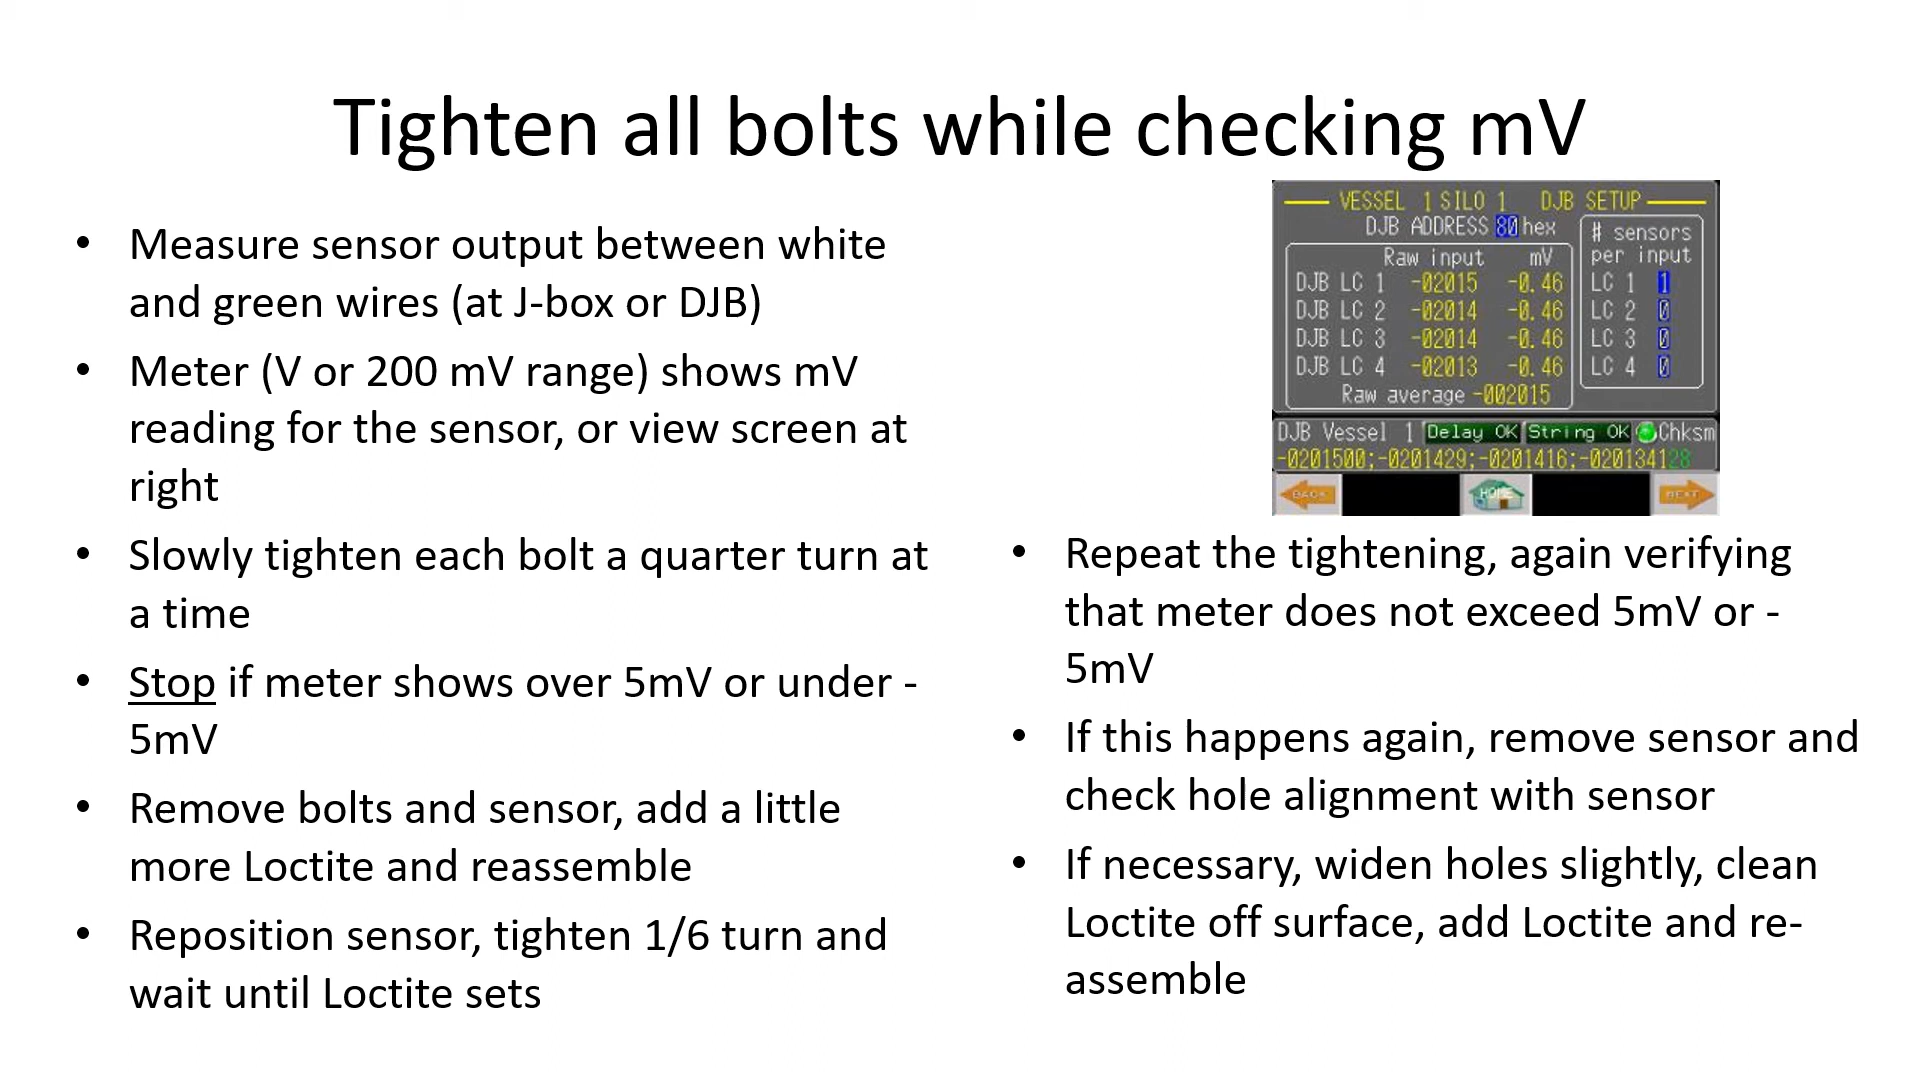 Tighten all bolts while checking mV
• Measure sensor output between white
and green wires (at J-box or DJB)
• Meter (V or 200 mV range) shows mV
reading for the sensor, or view screen at
right
• Slowly tighten each bolt a quarter turn at
a time
• Stop if meter shows over 5mV or under -
5mV
• Remove bolts and sensor, add a little
more Loctite and reassemble
• Reposition sensor, tighten 1/6 turn and
wait until Loctite sets
VESSEL 1 SILO 1 DJB SETUP
DJB ADDRESS 80 hex
# sensors
per input
Raw input mV
DJB LC 1 -02015 -0.46 LC 1 1
DJB LC 2 -02014 -0.46 LC 2 0
DJB LC 3 -02014 -0.46 LC 3 0
DJB LC 4 -02013 -0.46 LC 4 0
Raw average -002015
DJB Vessel 1 Delay OK String OK Chksm
-0201500;-0201429;-0201416;-020134128
BACK HOME NEXT
• Repeat the tightening, again verifying
that meter does not exceed 5mV or -
5mV
• If this happens again, remove sensor and
check hole alignment with sensor
• If necessary, widen holes slightly, clean
Loctite off surface, add Loctite and re-
assemble